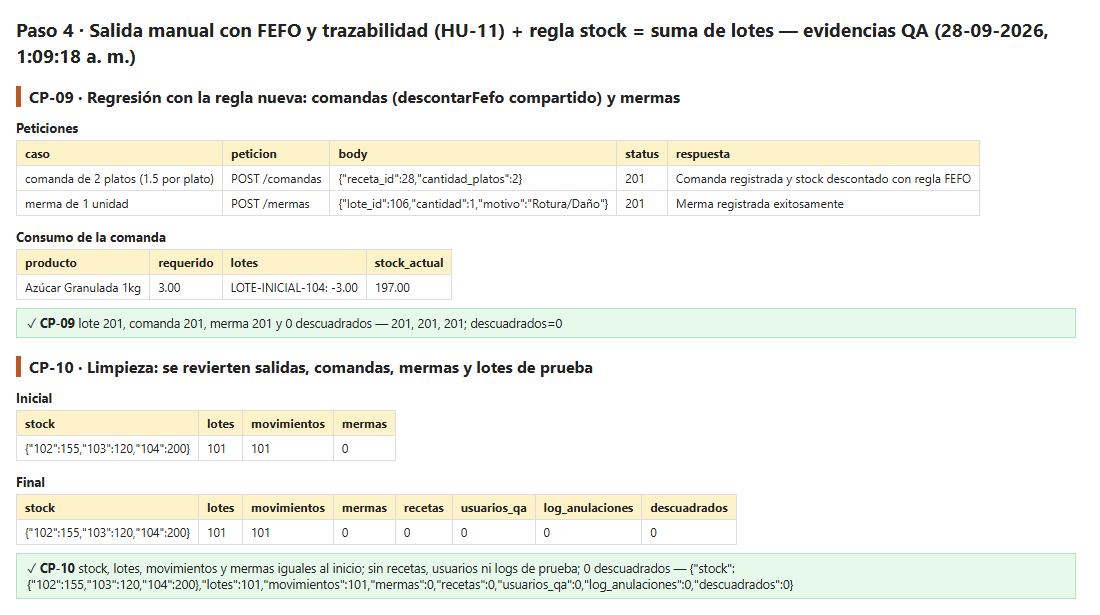 Paso 4 · Salida manual con FEFO y trazabilidad (HU-11) + regla stock = suma de lotes — evidencias QA (28-09-2026,
1:09:18 a. m.)
CP-09 · Regresión con la regla nueva: comandas (descontarFefo compartido) y mermas
Peticiones
caso peticion body status respuesta
comanda de 2 platos (1.5 por plato) POST /comandas {"receta_id":28,"cantidad_platos":2} 201 Comanda registrada y stock descontado con regla FEFO
merma de 1 unidad POST /mermas {"lote_id":106,"cantidad":1,"motivo":"Rotura/Daño"} 201 Merma registrada exitosamente
Consumo de la comanda
producto requerido lotes stock_actual
Azúcar Granulada 1kg 3.00 LOTE-INICIAL-104: -3.00 197.00
✓ CP-09 lote 201, comanda 201, merma 201 y 0 descuadrados — 201, 201, 201; descuadrados=0
CP-10 · Limpieza: se revierten salidas, comandas, mermas y lotes de prueba
Inicial
stock lotes movimientos mermas
{"102":155,"103":120,"104":200} 101 101 0
Final
stock lotes movimientos mermas recetas usuarios_qa log_anulaciones descuadrados
{"102":155,"103":120,"104":200} 101 101 0 0 0 0 0
✓ CP-10 stock, lotes, movimientos y mermas iguales al inicio; sin recetas, usuarios ni logs de prueba; 0 descuadrados — {"stock":
{"102":155,"103":120,"104":200},"lotes":101,"movimientos":101,"mermas":0,"recetas":0,"usuarios_qa":0,"log_anulaciones":0,"descuadrados":0}